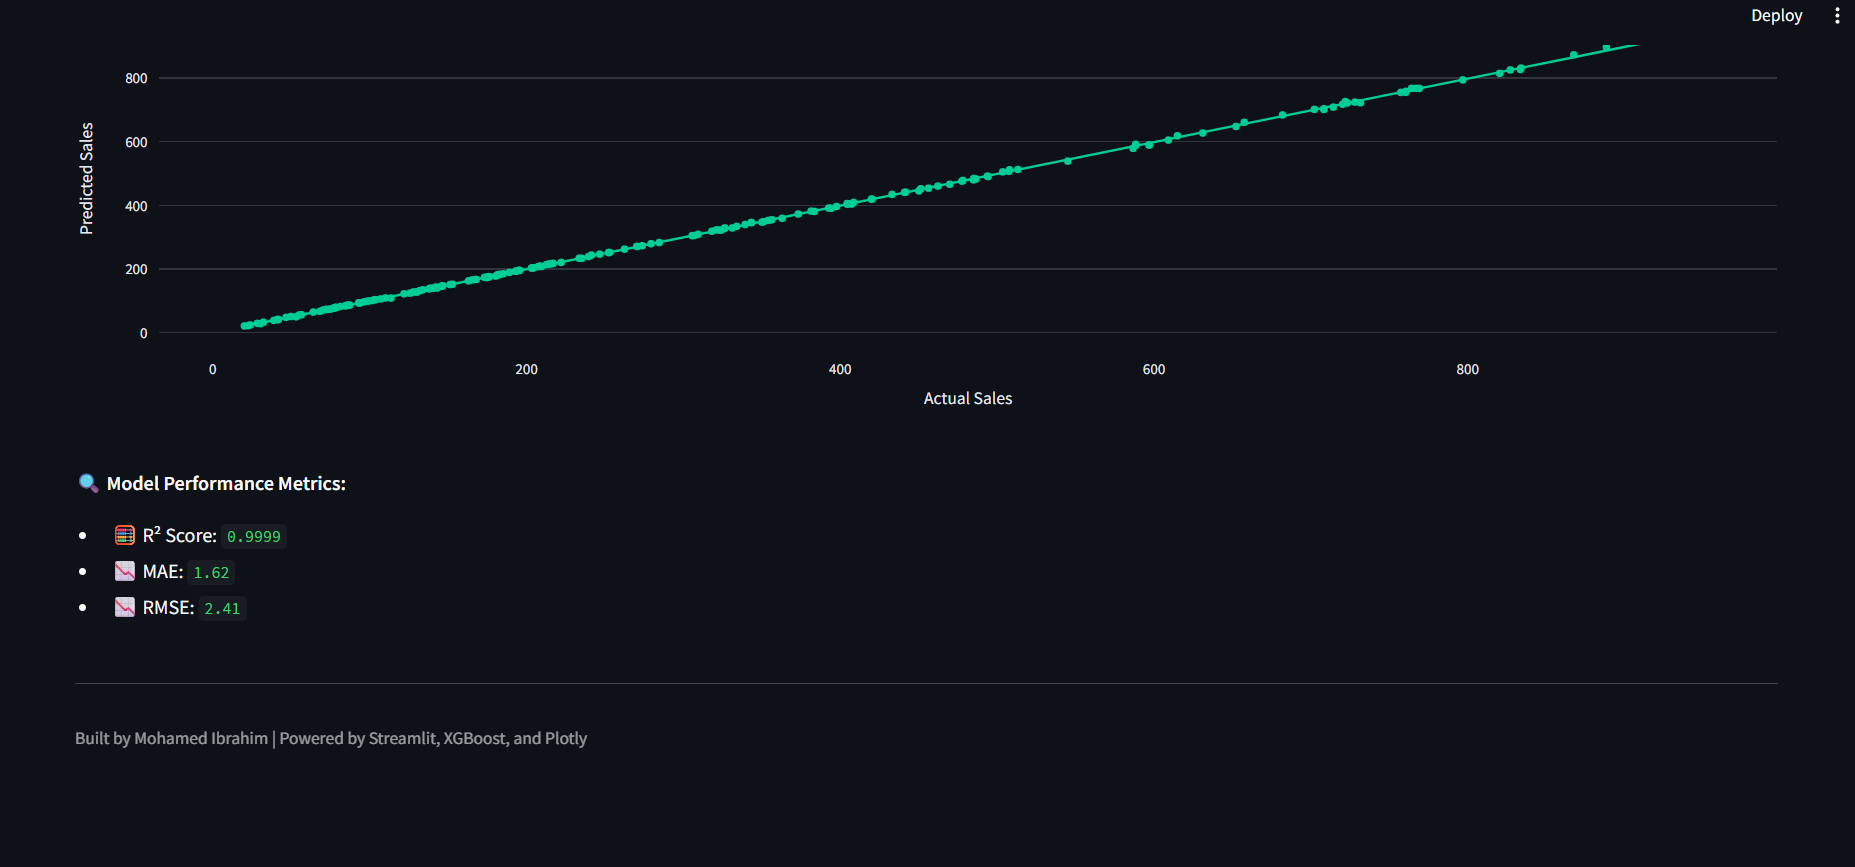 Deploy
800
600
400
200
0
Predicted Sales
0 200 400 600 800
Actual Sales
Model Performance Metrics:
R² Score: 0.9999
MAE: 1.62
RMSE: 2.41
Built by Mohamed Ibrahim | Powered by Streamlit, XGBoost, and Plotly